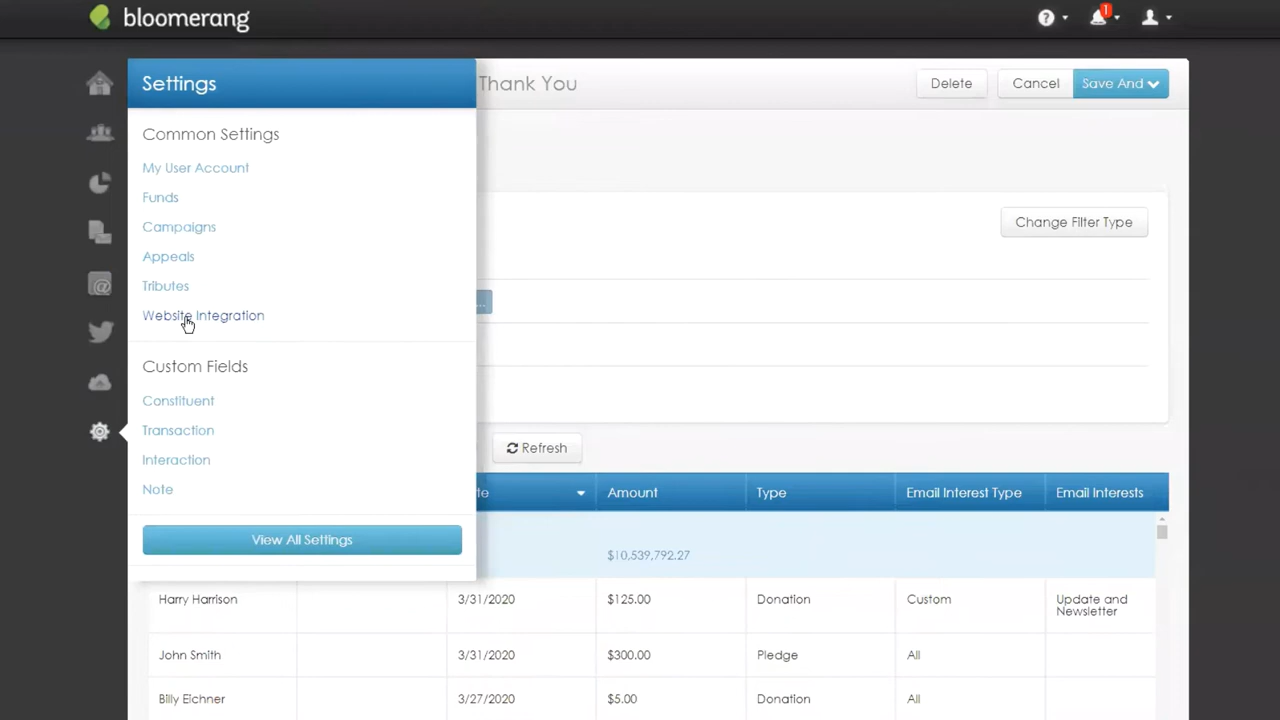 bloomerang
?
1
Settings
Thank You
Delete
Cancel
Save And
Common Settings
My User Account
Funds
Campaigns
Appeals
Tributes
Website Integration
Change Filter Type
...
Custom Fields
Constituent
Transaction
Interaction
Note
View All Settings
Refresh
te
Amount
Type
Email Interest Type
Email Interests
$10,539,792.27
Harry Harrison
3/31/2020
$125.00
Donation
Custom
Update and
Newsletter
John Smith
3/31/2020
$300.00
Pledge
All
Billy Eichner
3/27/2020
$5.00
Donation
All